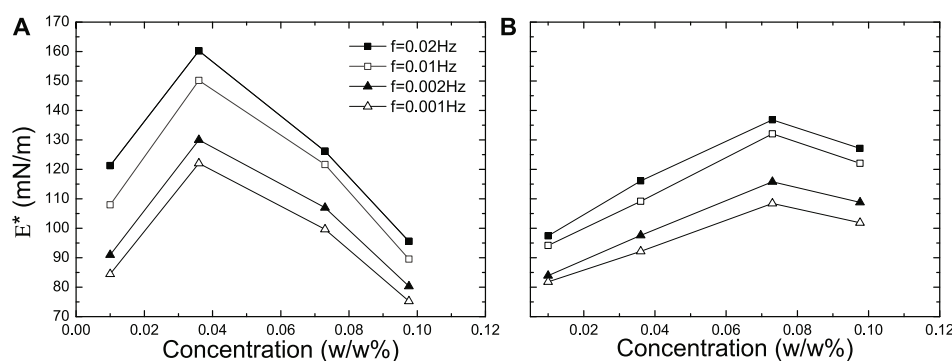 A
B
E* (mN/m)
170
160
150
140
130
120
110
100
90
80
70
f=0.02Hz
f=0.01Hz
f=0.002Hz
f=0.001Hz
0.00 0.02 0.04 0.06 0.08 0.10
0.02 0.04 0.06 0.08 0.10 0.12
Concentration (w/w%)
Concentration (w/w%)